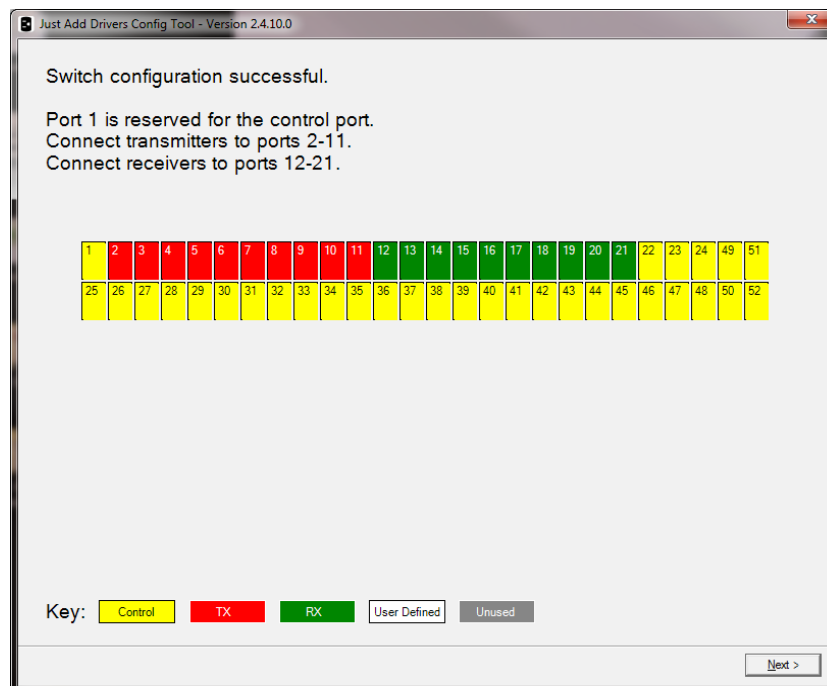 Just Add Drivers Config Tool - Version 2.4.10.0
Switch configuration successful.
Port 1 is reserved for the control port.
Connect transmitters to ports 2-11.
Connect receivers to ports 12-21.
1 2 3 4 5 6 7 8 9 10 11 12 13 14 15 16 17 18 19 20 21 22 23 24 49 51
25 26 27 28 29 30 31 32 33 34 35 36 37 38 39 40 41 42 43 44 45 46 47 48 50 52
Key: Control TX RX User Defined Unused
Next >